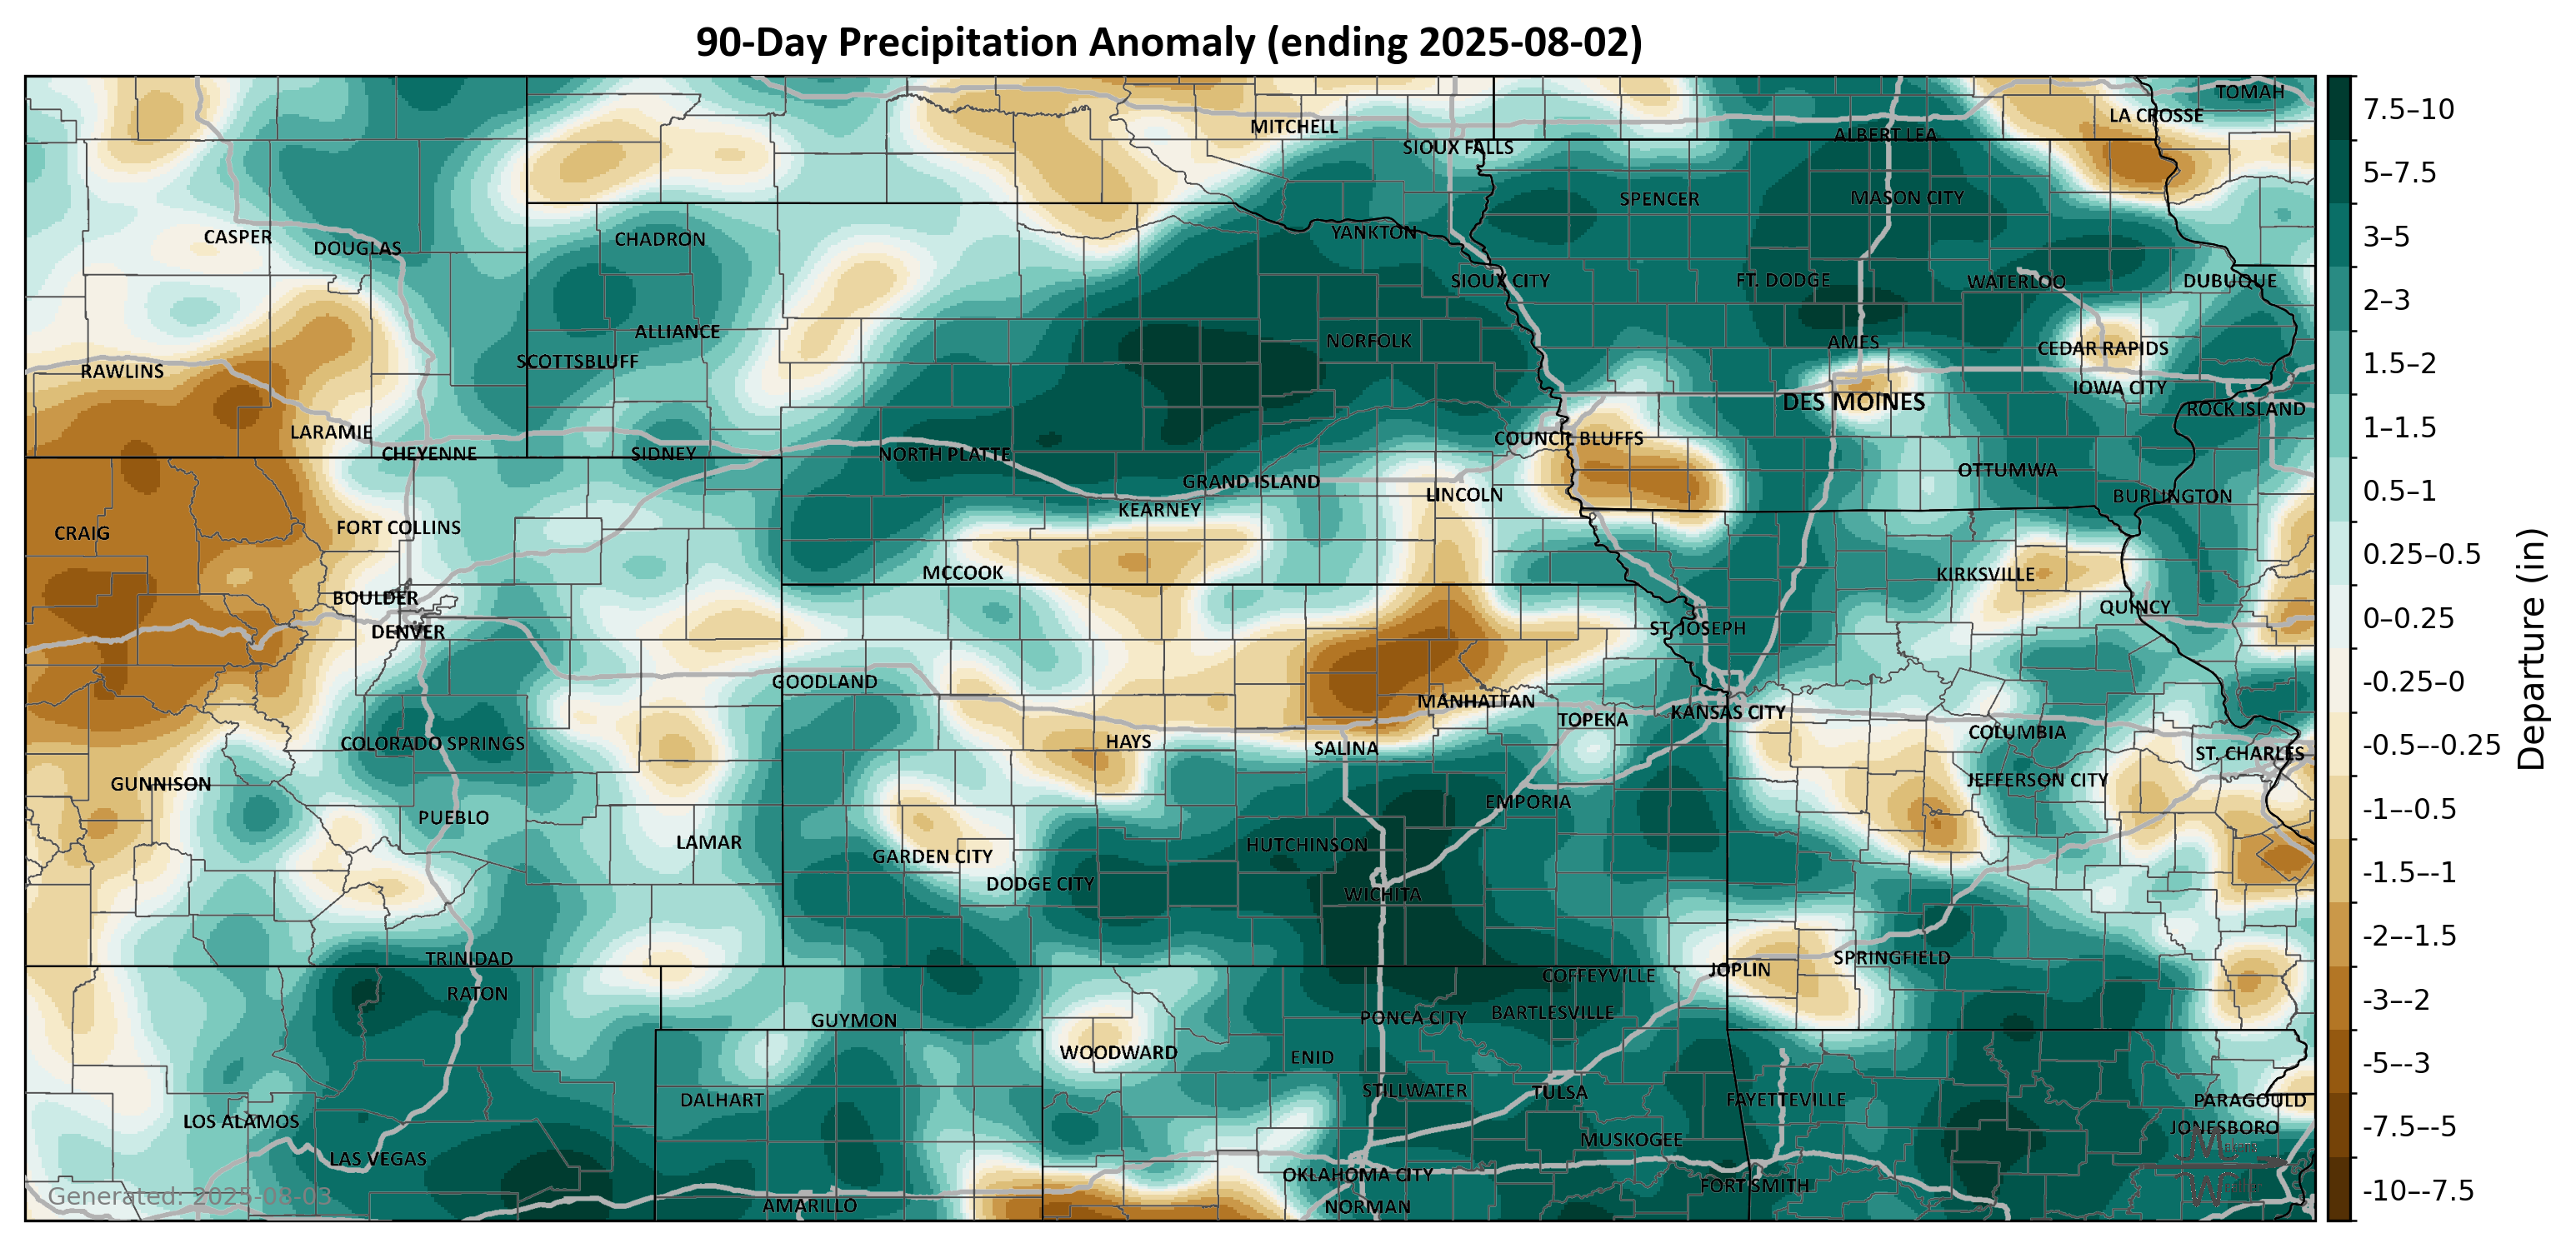 90-Day Precipitation Anomaly (ending 2025-08-02)
TOMAH
LA CROSSE
MITCHELL
ALBERT LEA
SIOUX FALLS
SPENCER
MASON CITY
CASPER
DOUGLAS
CHADRON
YANKTON
SIOUX CITY
FT. DODGE
WATERLOO
DUBUQUE
ALLIANCE
NORFOLK
AMES
CEDAR RAPIDS
SCOTTSBLUFF
RAWLINS
IOWA CITY
DES MOINES
ROCK ISLAND
LARAMIE
COUNCIL BLUFFS
CHEYENNE
SIDNEY
NORTH PLATTE
OTTUMWA
GRAND ISLAND
LINCOLN
BURLINGTON
KEARNEY
CRAIG
FORT COLLINS
MCCOOK
KIRKSVILLE
BOULDER
QUINCY
DENVER
ST. JOSEPH
GOODLAND
MANHATTAN
TOPEKA
KANSAS CITY
COLUMBIA
COLORADO SPRINGS
HAYS
SALINA
ST. CHARLES
GUNNISON
JEFFERSON CITY
EMPORIA
PUEBLO
LAMAR
HUTCHINSON
GARDEN CITY
DODGE CITY
WICHITA
TRINIDAD
SPRINGFIELD
JOPLIN
COFFEYVILLE
RATON
BARTLESVILLE
GUYMON
PONCA CITY
WOODWARD
ENID
STILLWATER
TULSA
DALHART
FAYETTEVILLE
PARAGOULD
LOS ALAMOS
JONESBORO
MUSKOGEE
LAS VEGAS
OKLAHOMA CITY
FORT SMITH
Generated: 2025-08-03
AMARILLO
NORMAN
7.5–10
5–7.5
3–5
2–3
1.5–2
1–1.5
0.5–1
0.25–0.5
0–0.25
-0.25–0
-0.5–-0.25
-1–-0.5
-1.5–-1
-2–-1.5
-3–-2
-5–-3
-7.5–-5
-10–-7.5
Departure (in)